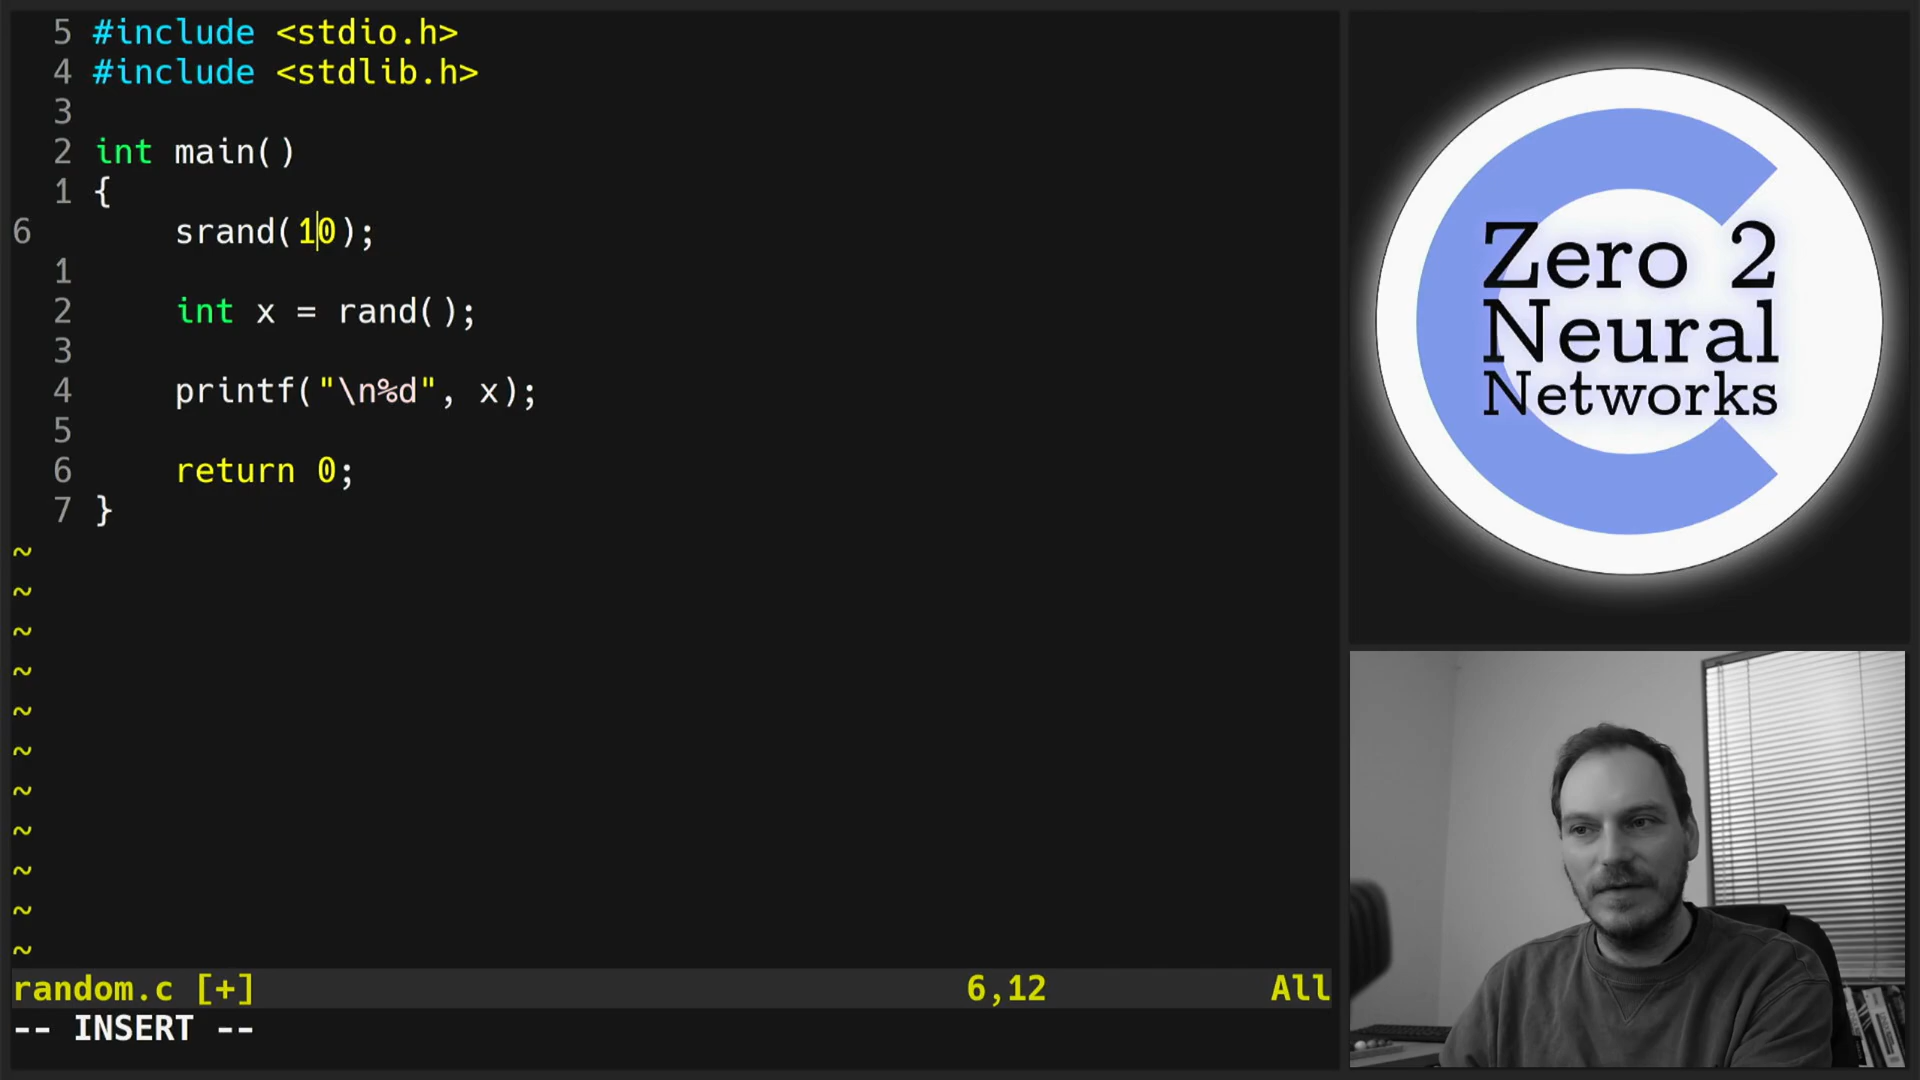 5 #include <stdio.h>
4 #include <stdlib.h>
3
2 int main()
1 {
6 srand(10);
1
2 int x = rand();
3
4 printf("\n%d", x);
5
6 return 0;
7 }
~
~
~
~
~
~
~
~
~
~
~
random.c [+] 6,12 All
-- INSERT --
Zero 2
Neural
Networks